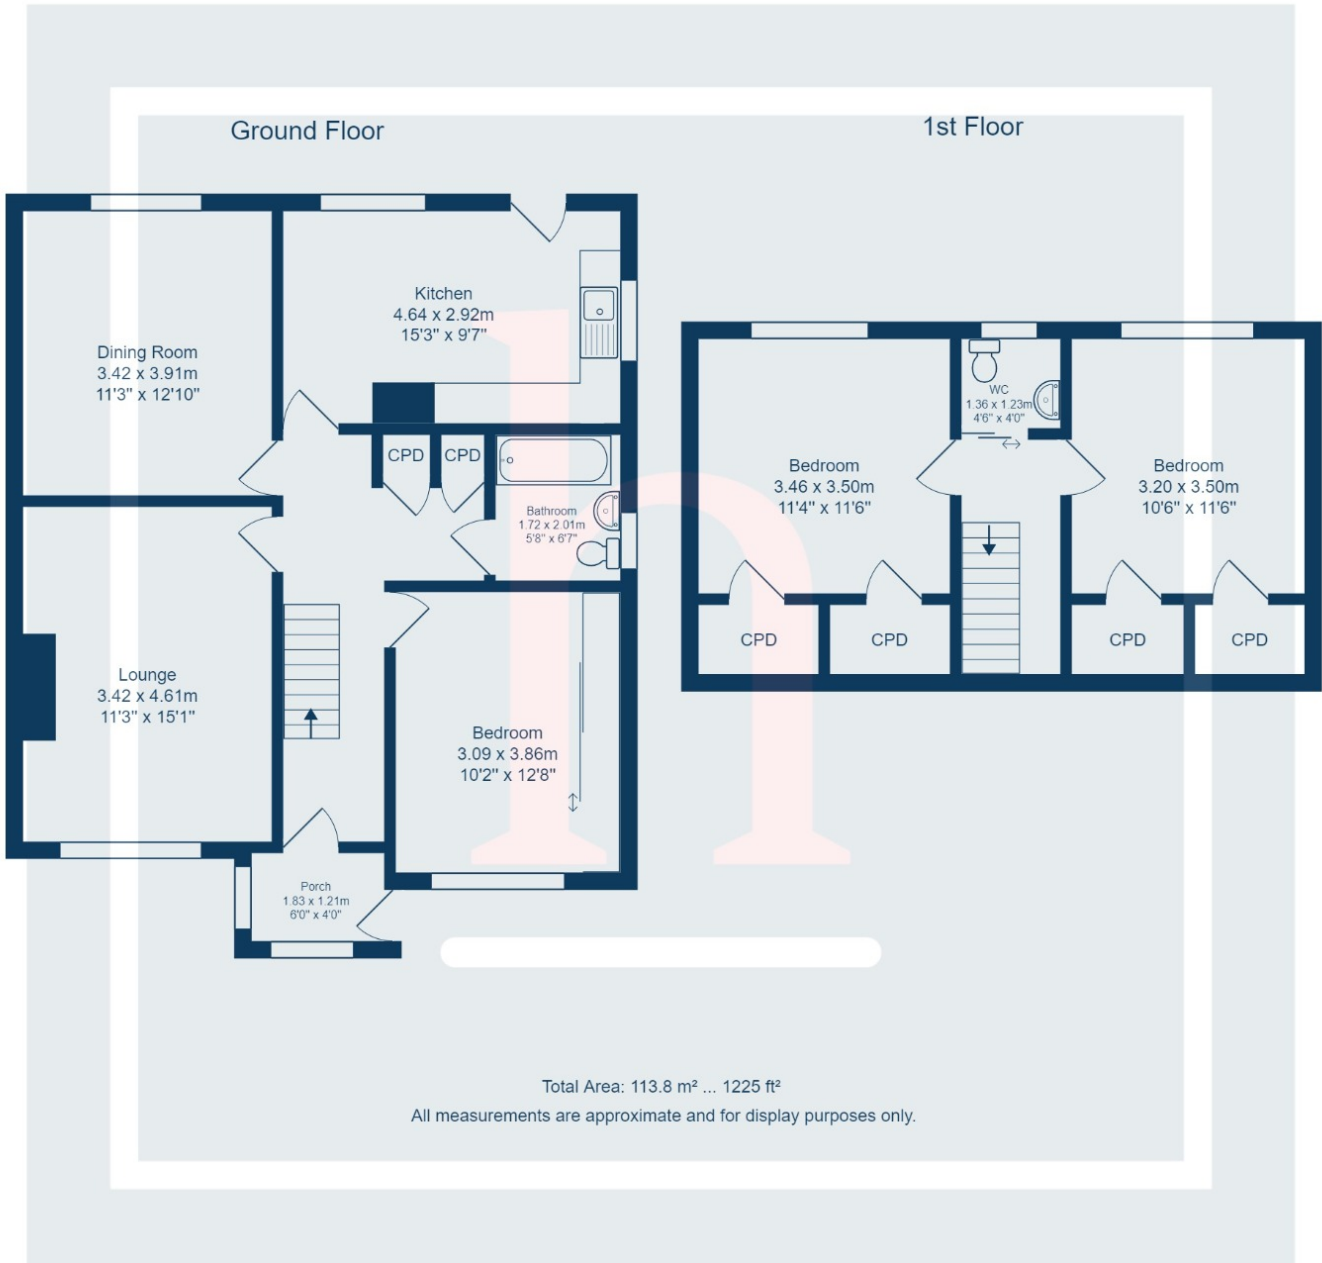 Ground Floor
1st Floor
Kitchen
4.64 x 2.92m
15'3" x 9'7"
Dining Room
3.42 x 3.91m
11'3" x 12'10"
CPD
CPD
Bathroom
1.72 x 2.01m
5'8" x 6'7"
Lounge
3.42 x 4.61m
11'3" x 15'1"
Bedroom
3.09 x 3.86m
10'2" x 12'8"
Porch
1.83 x 1.21m
6'0" x 4'0"
WC
1.36 x 1.23m
4'6" x 4'0"
Bedroom
3.46 x 3.50m
11'4" x 11'6"
Bedroom
3.20 x 3.50m
10'6" x 11'6"
CPD
CPD
CPD
CPD
h
Total Area: 113.8 m² ... 1225 ft²
All measurements are approximate and for display purposes only.